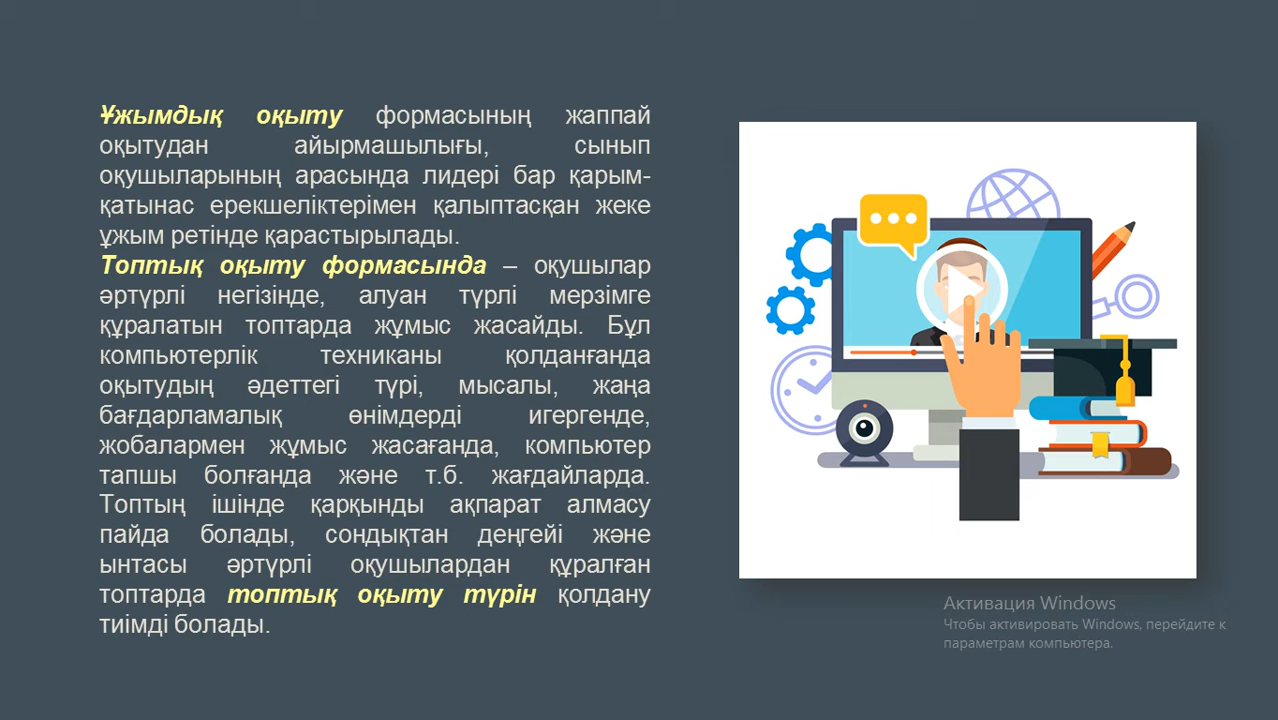 Ұжымдық оқыту формасының жаппай
оқытудан айырмашылығы, сынып
оқушыларының арасында лидері бар қарым-
қатынас ерекшеліктерімен қалыптасқан жеке
ұжым ретінде қарастырылады.
Топтық оқыту формасында – оқушылар
әртүрлі негізінде, алуан түрлі мерзімге
құралатын топтарда жұмыс жасайды. Бұл
компьютерлік техниканы қолданғанда
оқытудың әдеттегі түрі, мысалы, жаңа
бағдарламалық өнімдерді игергенде,
жобалармен жұмыс жасағанда, компьютер
тапшы болғанда және т.б. жағдайларда.
Топтың ішінде қарқынды ақпарат алмасу
пайда болады, сондықтан деңгейі және
ынтасы әртүрлі оқушылардан құралған
топтарда топтық оқыту түрін қолдану
тиімді болады.
Активация Windows
Чтобы активировать Windows, перейдите к
параметрам компьютера.